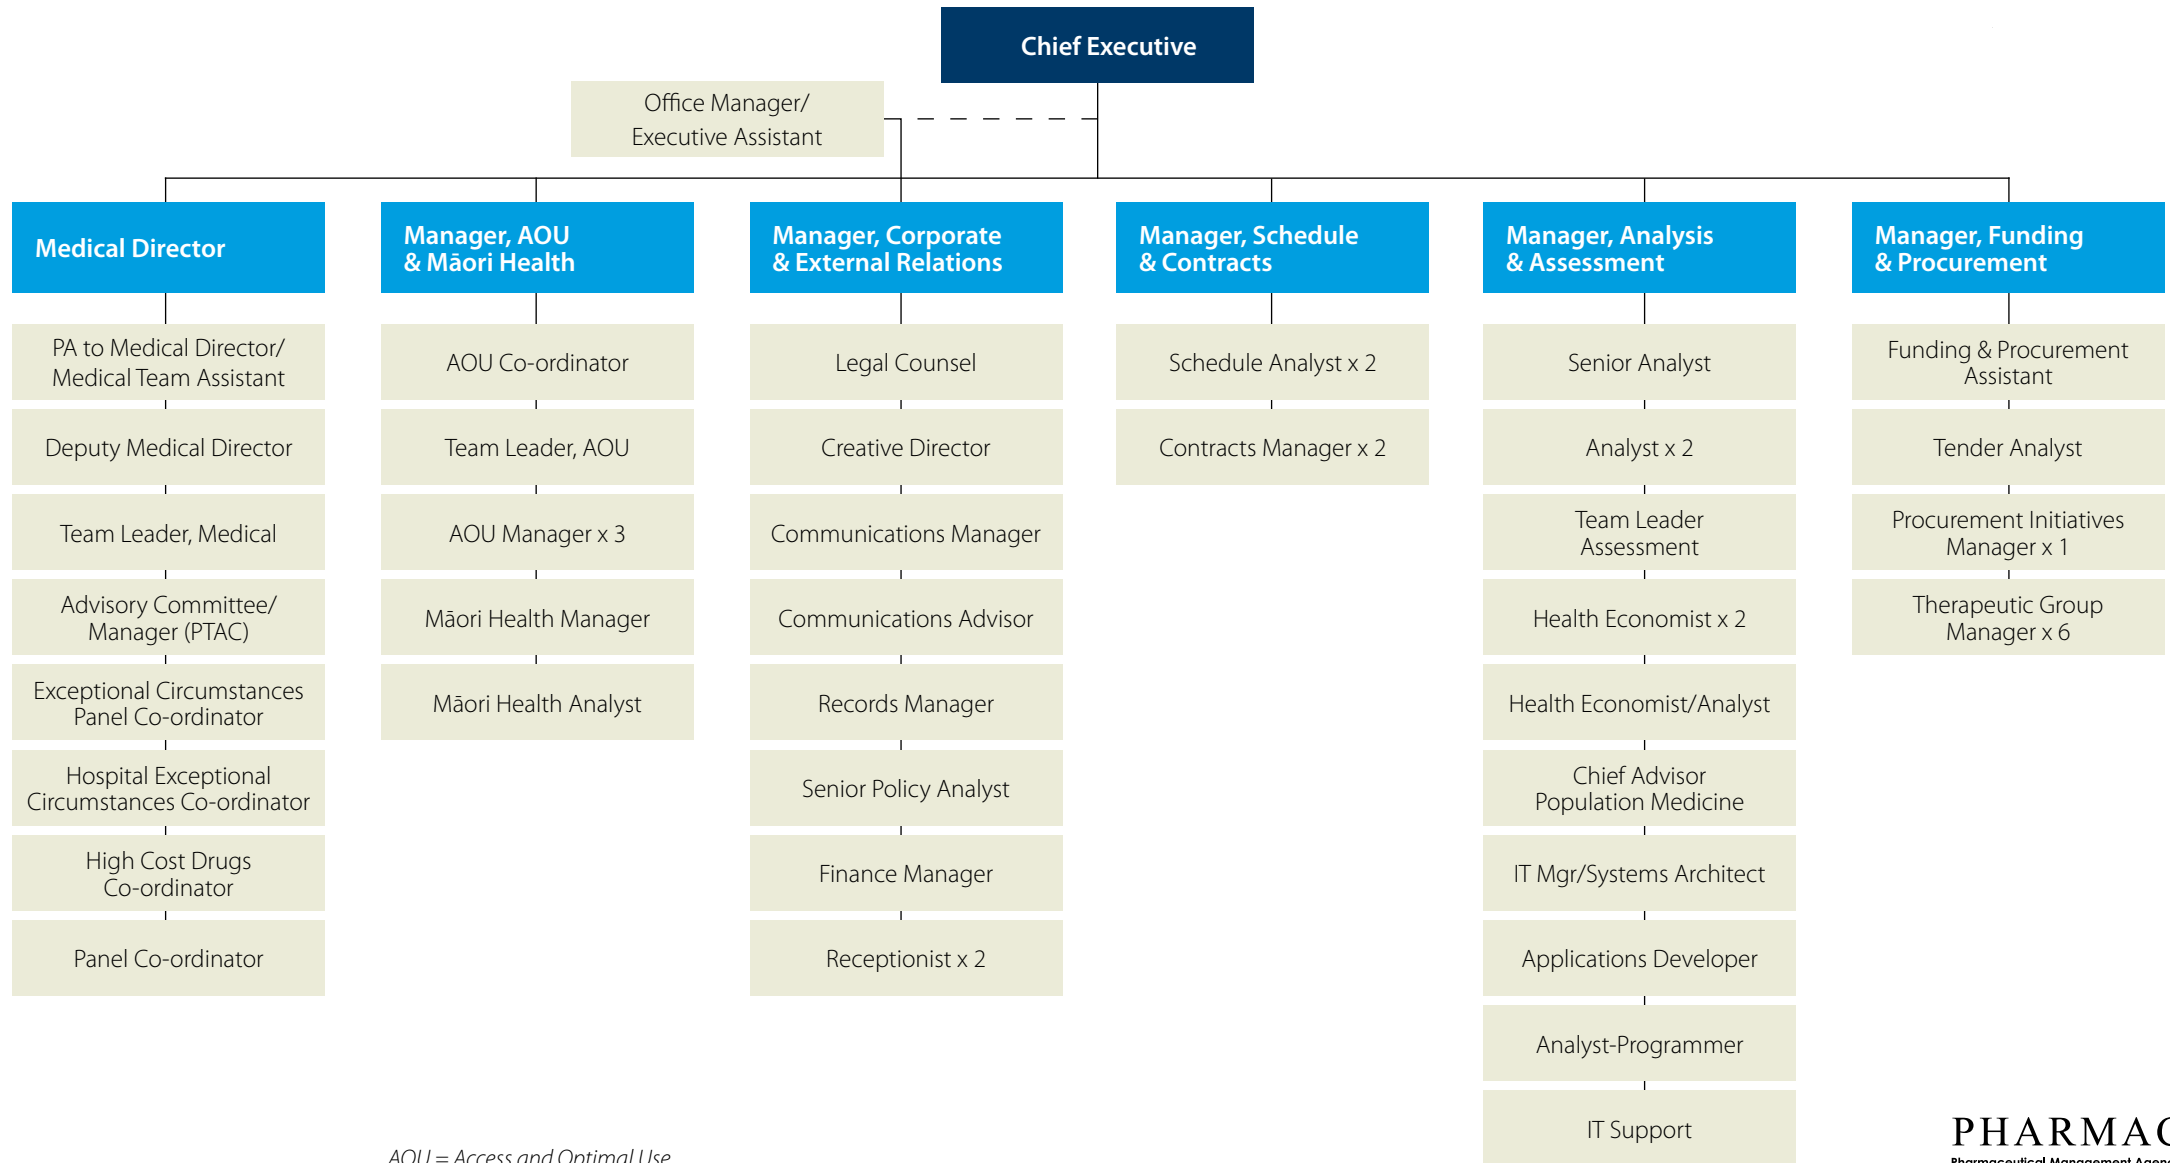 Chief Executive
Office Manager/
Executive Assistant
Medical Director
PA to Medical Director/
Medical Team Assistant
Deputy Medical Director
Team Leader, Medical
Advisory Committee/
Manager (PTAC)
Exceptional Circumstances
Panel Co-ordinator
Hospital Exceptional
Circumstances Co-ordinator
High Cost Drugs
Co-ordinator
Panel Co-ordinator
Manager, AOU
& Māori Health
AOU Co-ordinator
Team Leader, AOU
AOU Manager x 3
Māori Health Manager
Māori Health Analyst
Manager, Corporate
& External Relations
Legal Counsel
Creative Director
Communications Manager
Communications Advisor
Records Manager
Senior Policy Analyst
Finance Manager
Receptionist x 2
Manager, Schedule
& Contracts
Schedule Analyst x 2
Contracts Manager x 2
Manager, Analysis
& Assessment
Senior Analyst
Analyst x 2
Team Leader
Assessment
Health Economist x 2
Health Economist/Analyst
Chief Advisor
Population Medicine
IT Mgr/Systems Architect
Applications Developer
Analyst-Programmer
IT Support
Manager, Funding
& Procurement
Funding & Procurement
Assistant
Tender Analyst
Procurement Initiatives
Manager x 1
Therapeutic Group
Manager x 6
AOU = Access and Optimal Use
PHARMAC
Pharmaceutical Management Agen